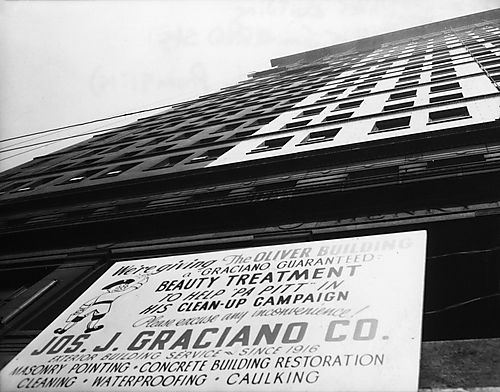 We're giving The OLIVER BUILDING
a "GRACIANO GUARANTEED"
BEAUTY TREATMENT
TO HELP "PA PITT" IN
HIS CLEAN-UP CAMPAIGN
Please excuse any inconvenience!
JOS. J. GRACIANO CO.
EXTERIOR BUILDING SERVICE - SINCE 1916
MASONRY POINTING • CONCRETE BUILDING RESTORATION
CLEANING • WATERPROOFING • CAULKING